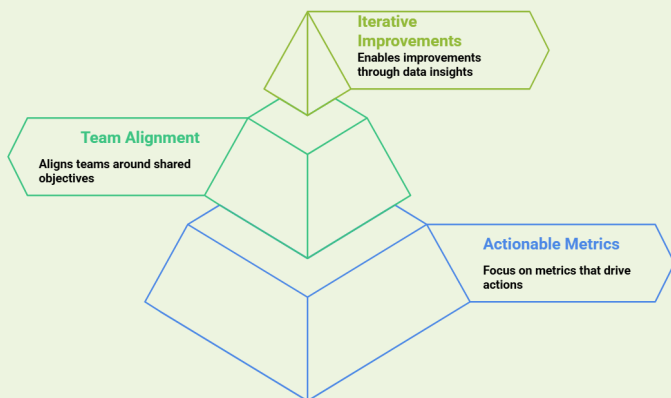 Iterative
Improvements
Enables improvements
through data insights
Team Alignment
Aligns teams around shared
objectives
Actionable Metrics
Focus on metrics that drive
actions